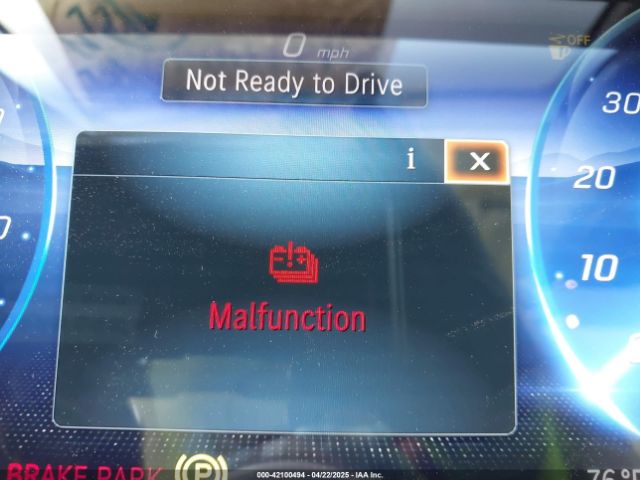 0 mph
OFF
Not Ready to Drive
i X
30
20
10
Malfunction
BRAKE PARK P
76°F
000-42100494 - 04/22/2025 - IAA Inc.